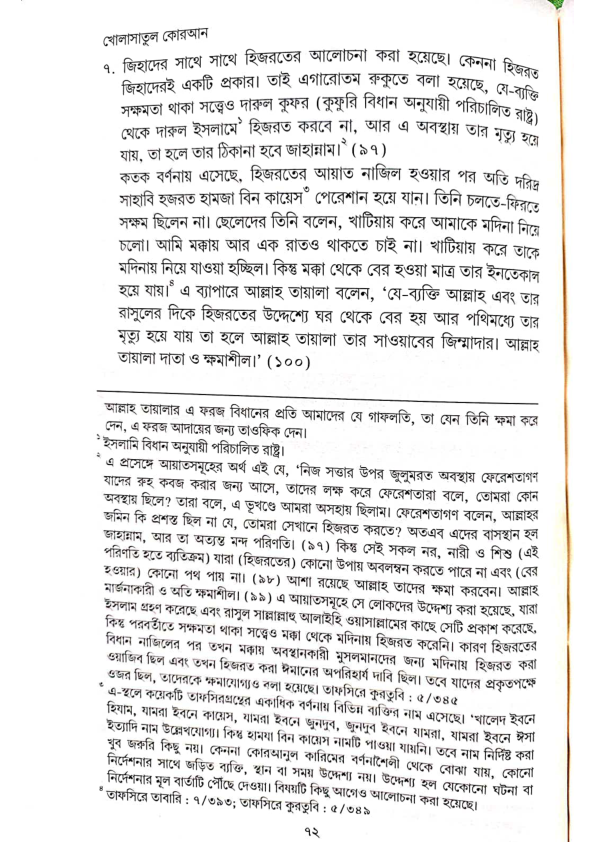 খোলাসাতুল কোরআন
৭. জিহাদের সাথে সাথে হিজরতের আলোচনা করা হয়েছে। কেননা হিজরত
জিহাদেরই একটি প্রকার। তাই এগারোতম রুকুতে বলা হয়েছে, যে-ব্যক্তি
সক্ষমতা থাকা সত্ত্বেও দারুল কুফর (কুফুরি বিধান অনুযায়ী পরিচালিত রাষ্ট্র)
থেকে দারুল ইসলামে১ হিজরত করবে না, আর এ অবস্থায় তার মৃত্যু হয়ে
যায়, তা হলে তার ঠিকানা হবে জাহান্নাম।২ (৯৭)
কতক বর্ণনায় এসেছে, হিজরতের আয়াত নাজিল হওয়ার পর অতি দরিদ্র
সাহাবি হজরত হামজা বিন কায়েস৩ পেরেশান হয়ে যান। তিনি চলতে-ফিরতে
সক্ষম ছিলেন না। ছেলেদের তিনি বলেন, খাটিয়ায় করে আমাকে মদিনা নিয়ে
চলো। আমি মক্কায় আর এক রাতও থাকতে চাই না। খাটিয়ায় করে তাকে
মদিনায় নিয়ে যাওয়া হচ্ছিল। কিন্তু মক্কা থেকে বের হওয়া মাত্র তার ইনতেকাল
হয়ে যায়।৪ এ ব্যাপারে আল্লাহ তায়ালা বলেন, ‘যে-ব্যক্তি আল্লাহ এবং তার
রাসুলের দিকে হিজরতের উদ্দেশ্যে ঘর থেকে বের হয় আর পথিমধ্যে তার
মৃত্যু হয়ে যায় তা হলে আল্লাহ তায়ালা তার সাওয়াবের জিম্মাদার। আল্লাহ
তায়ালা দাতা ও ক্ষমাশীল।’ (১০০)
আল্লাহ তায়ালার এ ফরজ বিধানের প্রতি আমাদের যে গাফলতি, তা যেন তিনি ক্ষমা করে
দেন, এ ফরজ আদায়ের জন্য তাওফিক দেন।
১ ইসলামি বিধান অনুযায়ী পরিচালিত রাষ্ট্র।
২ এ প্রসঙ্গে আয়াতসমূহের অর্থ এই যে, ‘নিজ সত্তার উপর জুলুমরত অবস্থায় ফেরেশতাগণ
যাদের রুহ কবজ করার জন্য আসে, তাদের লক্ষ করে ফেরেশতারা বলে, তোমরা কোন
অবস্থায় ছিলে? তারা বলে, এ ভূখণ্ডে আমরা অসহায় ছিলাম। ফেরেশতাগণ বলেন, আল্লাহর
জমিন কি প্রশস্ত ছিল না যে, তোমরা সেখানে হিজরত করতে? অতএব এদের বাসস্থান হল
জাহান্নাম, আর তা অত্যন্ত মন্দ পরিণতি। (৯৭) কিন্তু সেই সকল নর, নারী ও শিশু (এই
পরিণতি হতে ব্যতিক্রম) যারা (হিজরতের) কোনো উপায় অবলম্বন করতে পারে না এবং (বের
হওয়ার) কোনো পথ পায় না। (৯৮) আশা রয়েছে আল্লাহ তাদের ক্ষমা করবেন। আল্লাহ
মার্জনাকারী ও অতি ক্ষমাশীল। (৯৯) এ আয়াতসমূহে সে লোকদের উদ্দেশ্য করা হয়েছে, যারা
ইসলাম গ্রহণ করেছে এবং রাসুল সাল্লাল্লাহু আলাইহি ওয়াসাল্লামের কাছে সেটি প্রকাশ করেছে,
কিন্তু পরবর্তীতে সক্ষমতা থাকা সত্ত্বেও মক্কা থেকে মদিনায় হিজরত করেনি। কারণ হিজরতের
বিধান নাজিলের পর তখন মক্কায় অবস্থানকারী মুসলমানদের জন্য মদিনায় হিজরত করা
ওয়াজিব ছিল এবং তখন হিজরত করা ঈমানের অপরিহার্য দাবি ছিল। তবে যাদের প্রকৃতপক্ষে
ওজর ছিল, তাদেরকে ক্ষমাযোগ্যও বলা হয়েছে। তাফসিরে কুরতুবি : ৫/৩৪৫
৩ এ-স্থলে কয়েকটি তাফসিরগ্রন্থের একাধিক বর্ণনায় বিভিন্ন ব্যক্তির নাম এসেছে। ‘খালেদ ইবনে
হিযাম, যামরা ইবনে কায়েস, যামরা ইবনে জুনদুব, জুনদুব ইবনে যামরা, যামরা ইবনে ঈসা
ইত্যাদি নাম উল্লেখযোগ্য। কিন্তু হামযা বিন কায়েস নামটি পাওয়া যায়নি। তবে নাম নির্দিষ্ট করা
খুব জরুরি কিছু নয়। কেননা কোরআনুল কারিমের বর্ণনাশৈলী থেকে বোঝা যায়, কোনো
নির্দেশনার সাথে জড়িত ব্যক্তি, স্থান বা সময় উদ্দেশ্য নয়। উদ্দেশ্য হল যেকোনো ঘটনা বা
নির্দেশনার মূল বার্তাটি পৌঁছে দেওয়া। বিষয়টি কিছু আগেও আলোচনা করা হয়েছে।
৪ তাফসিরে তাবারি : ৭/৩৯৩; তাফসিরে কুরতুবি : ৫/৩৪৯
৭২